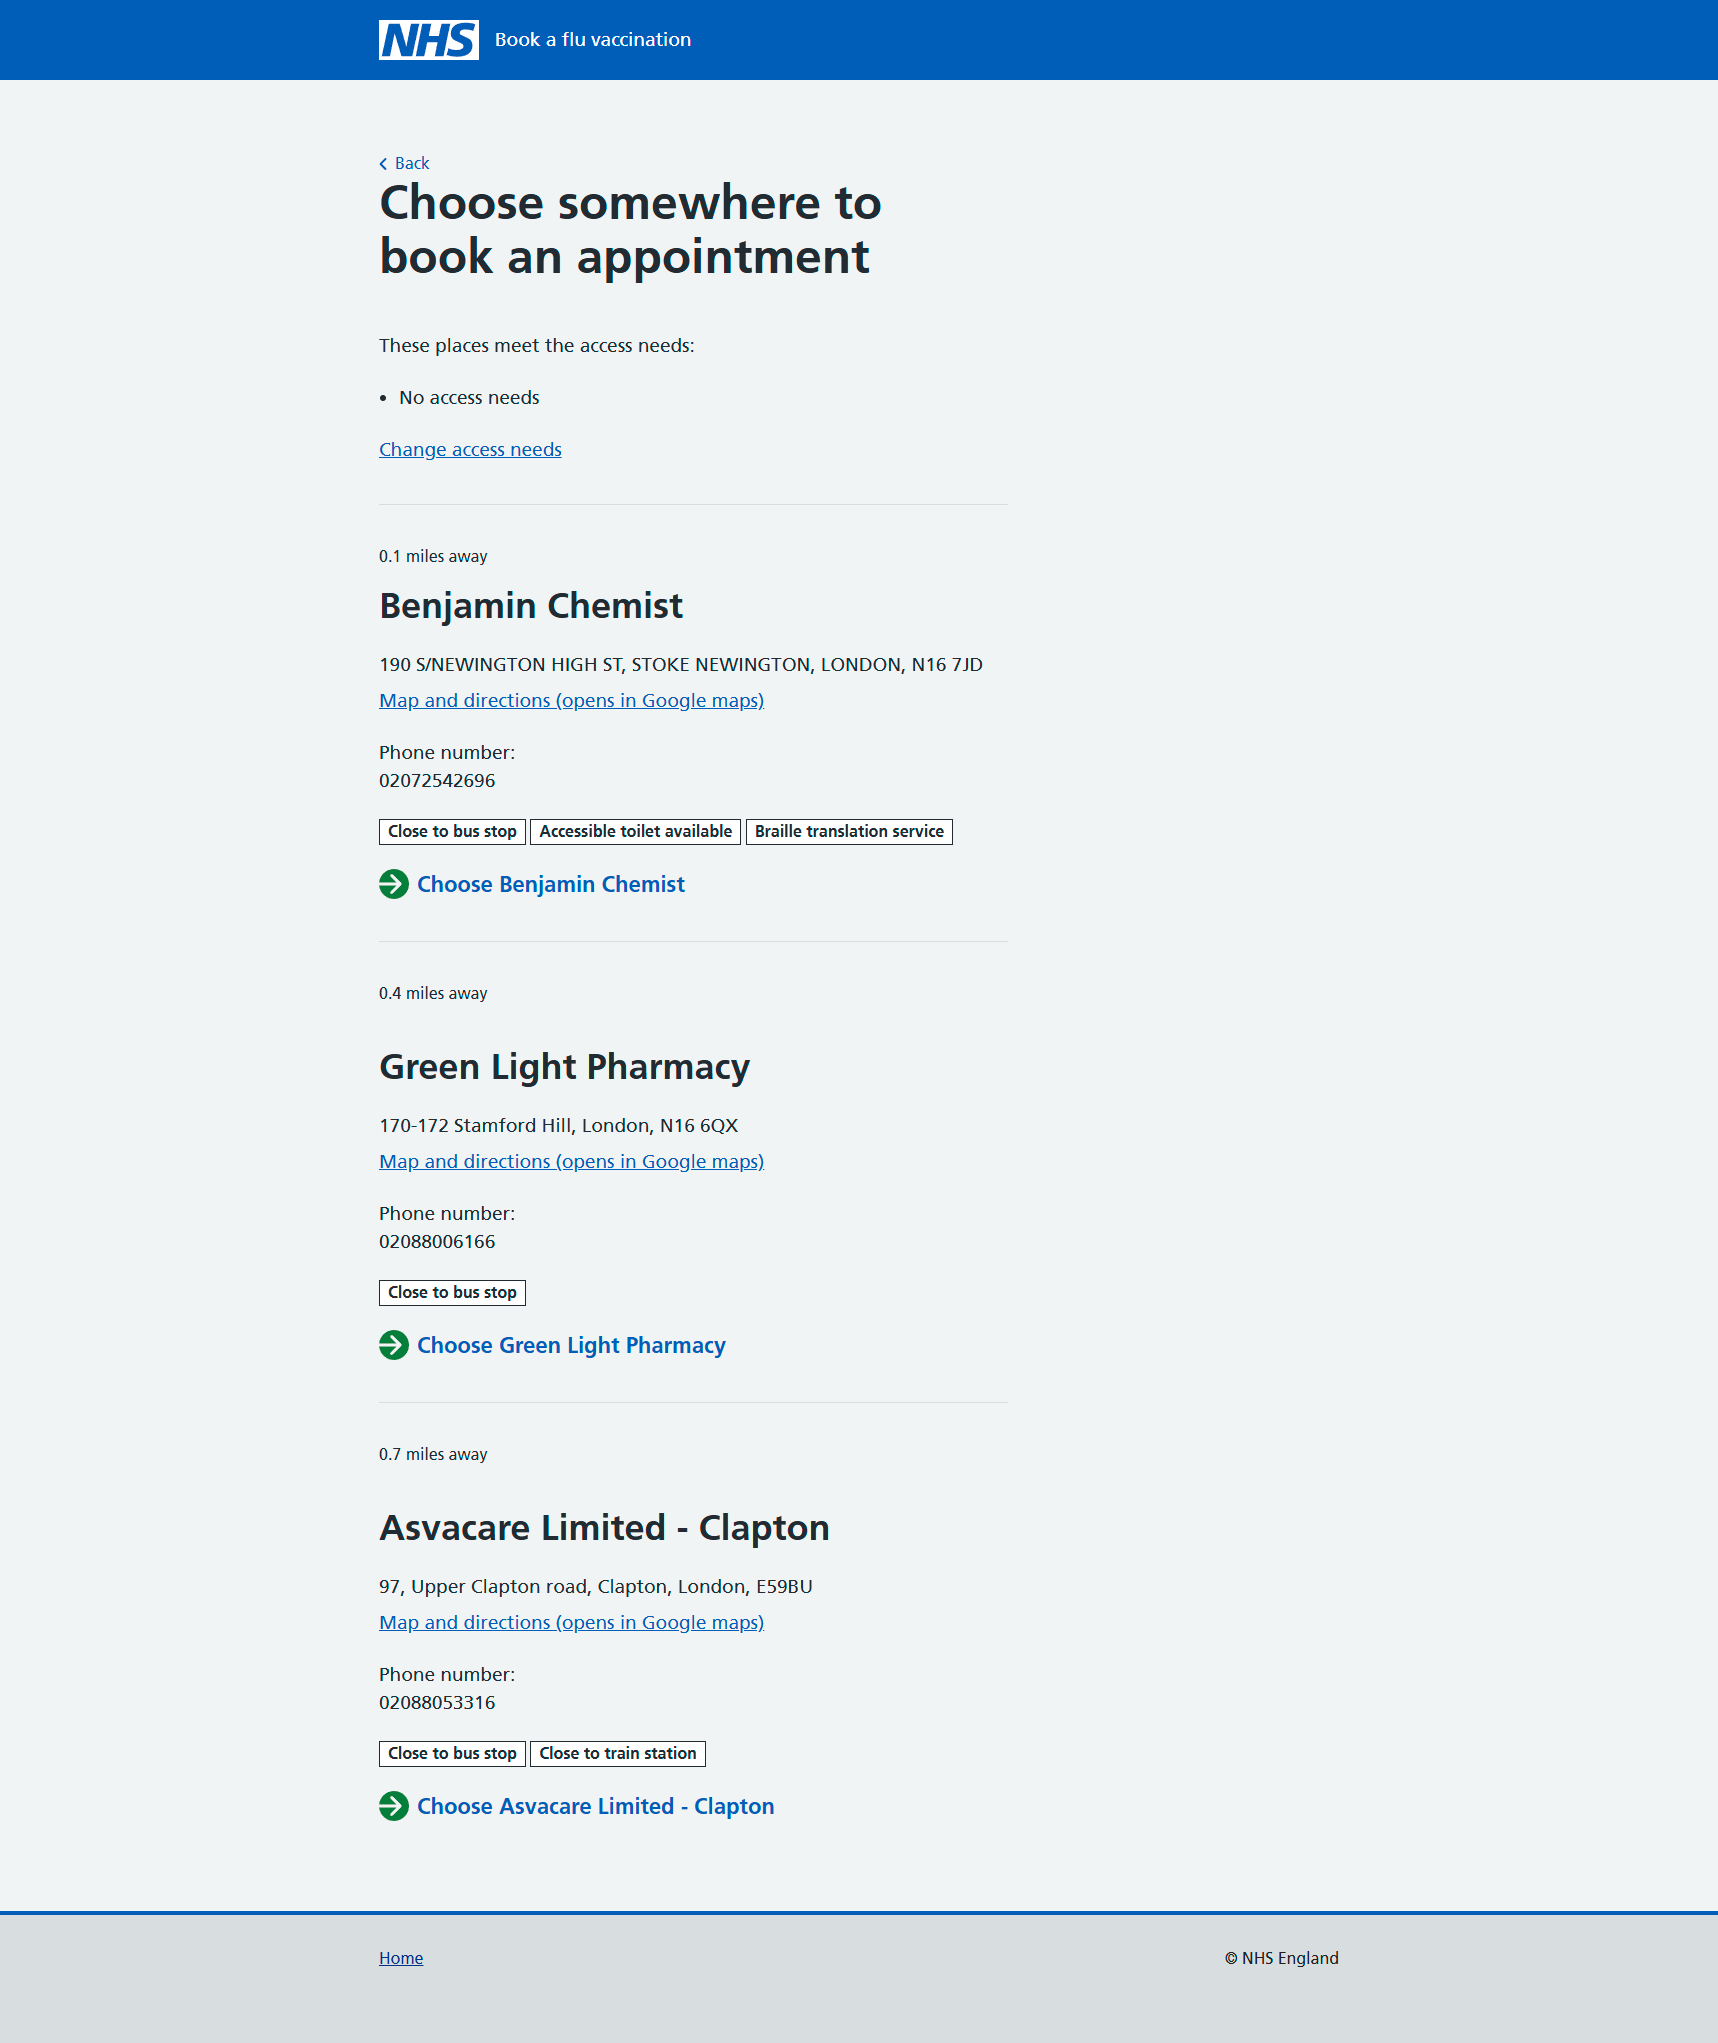 NHS Book a flu vaccination
Back
Choose somewhere to
book an appointment
These places meet the access needs:
• No access needs
Change access needs
0.1 miles away
Benjamin Chemist
190 S/NEWINGTON HIGH ST, STOKE NEWINGTON, LONDON, N16 7JD
Map and directions (opens in Google maps)
Phone number:
02072542696
Close to bus stop Accessible toilet available Braille translation service
Choose Benjamin Chemist
0.4 miles away
Green Light Pharmacy
170-172 Stamford Hill, London, N16 6QX
Map and directions (opens in Google maps)
Phone number:
02088006166
Close to bus stop
Choose Green Light Pharmacy
0.7 miles away
Asvacare Limited - Clapton
97, Upper Clapton road, Clapton, London, E59BU
Map and directions (opens in Google maps)
Phone number:
02088053316
Close to bus stop Close to train station
Choose Asvacare Limited - Clapton
Home © NHS England